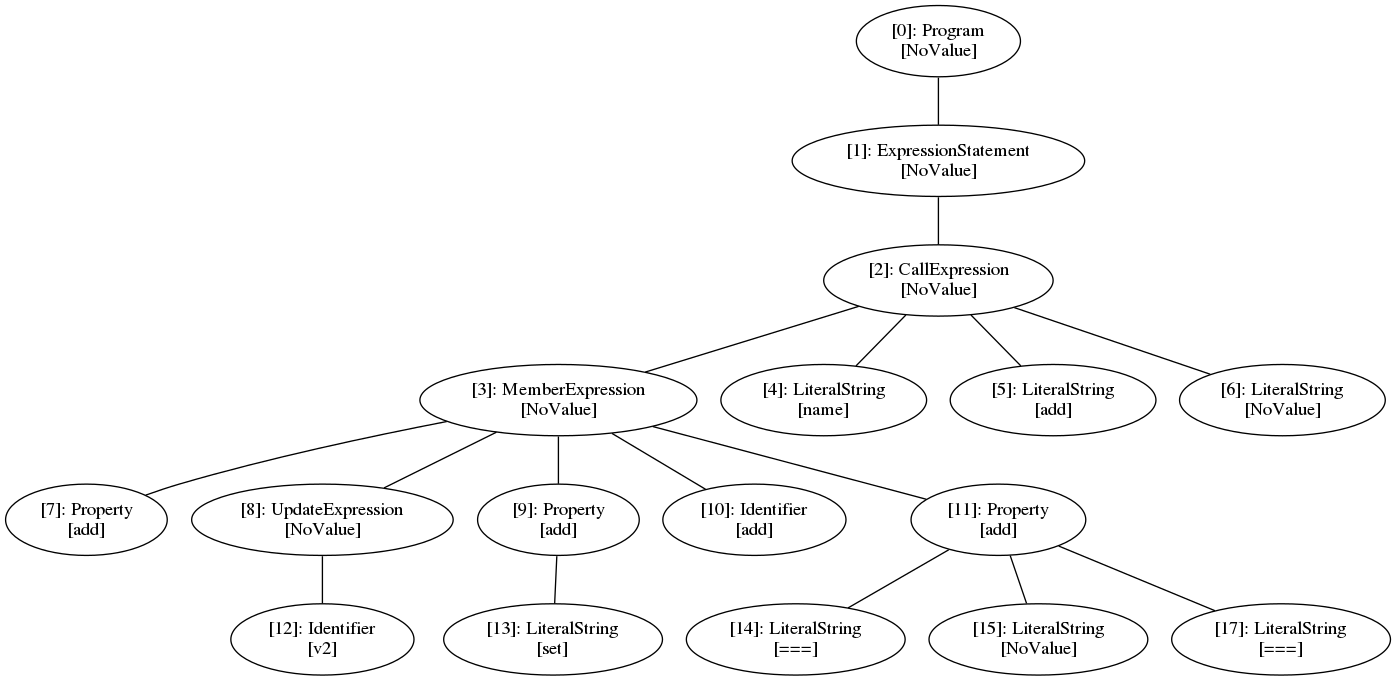 [0]: Program
[NoValue]
[1]: ExpressionStatement
[NoValue]
[2]: CallExpression
[NoValue]
[3]: MemberExpression
[NoValue]
[4]: LiteralString
[name]
[5]: LiteralString
[add]
[6]: LiteralString
[NoValue]
[7]: Property
[add]
[8]: UpdateExpression
[NoValue]
[9]: Property
[add]
[10]: Identifier
[add]
[11]: Property
[add]
[12]: Identifier
[v2]
[13]: LiteralString
[set]
[14]: LiteralString
[===]
[15]: LiteralString
[NoValue]
[17]: LiteralString
[===]